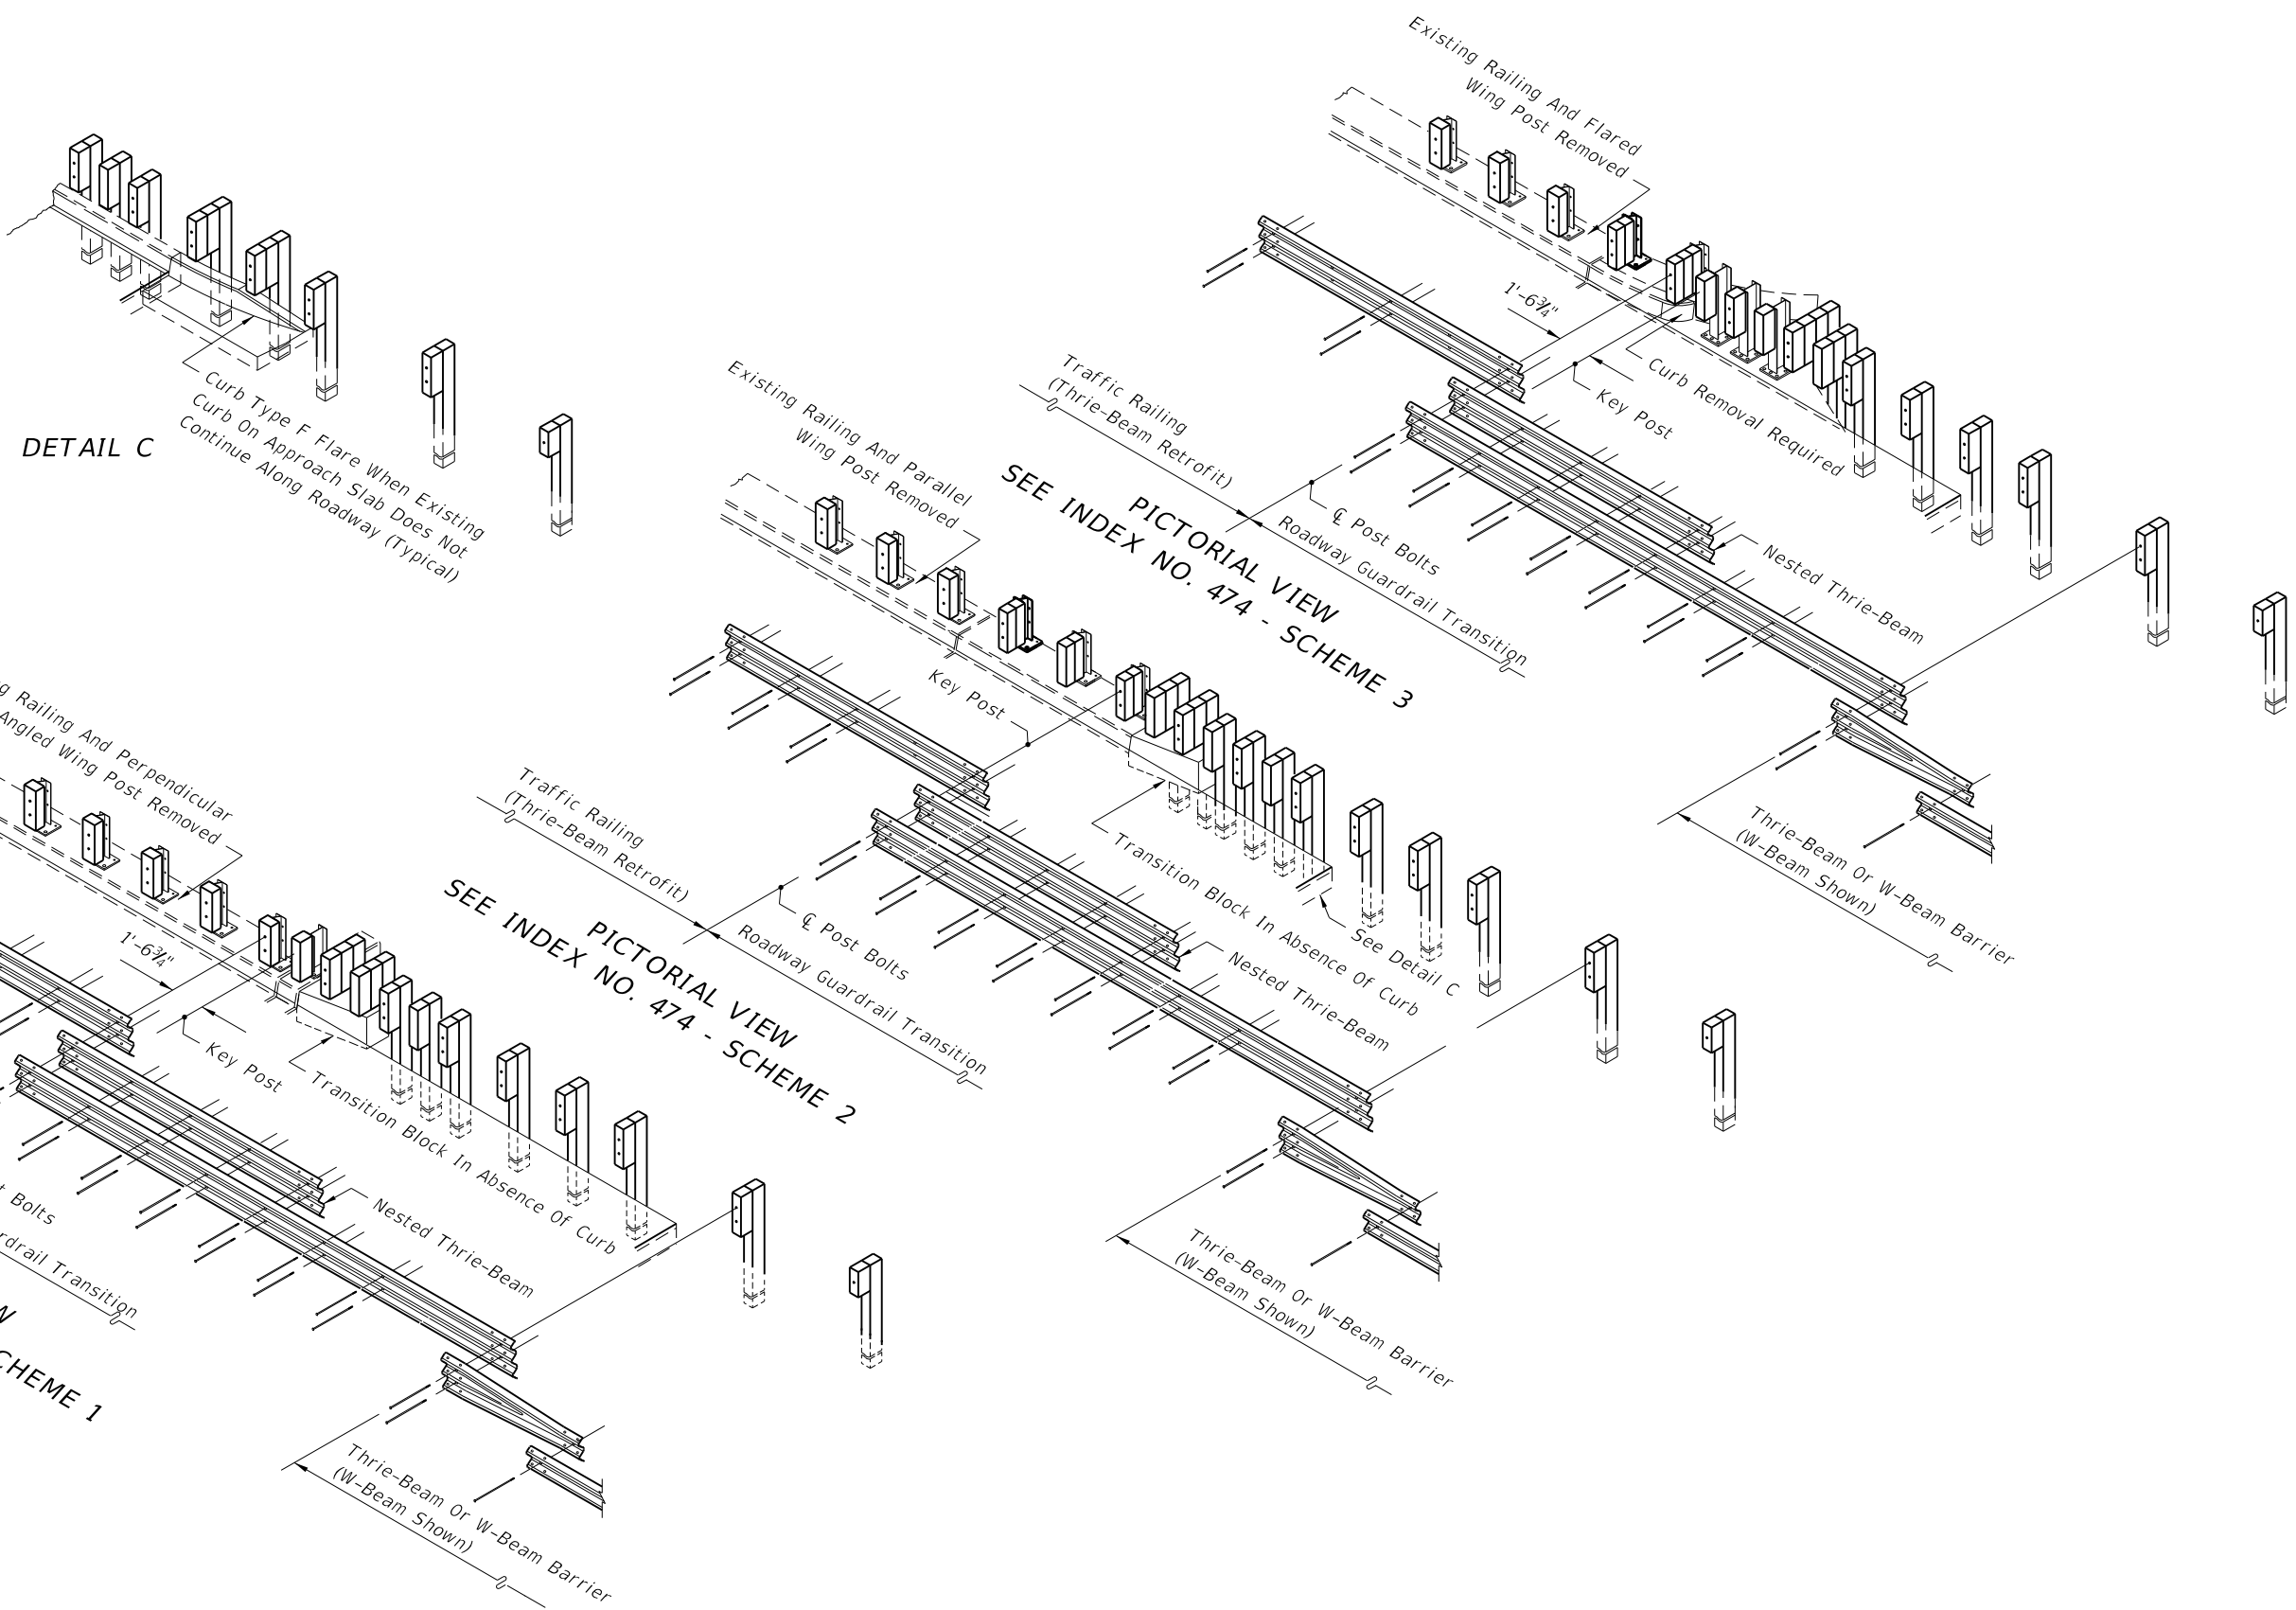 Existing Railing And Flared
Wing Post Removed
1'-6¾"
Key Post
Curb Removal Required
Traffic Railing
(Thrie-Beam Retrofit)
℄ Post Bolts
Roadway Guardrail Transition
Nested Thrie-Beam
PICTORIAL VIEW
SEE INDEX NO. 474 - SCHEME 3
Thrie-Beam Or W-Beam Barrier
(W-Beam Shown)
Curb Type F Flare When Existing
Curb On Approach Slab Does Not
Continue Along Roadway (Typical)
DETAIL C
Existing Railing And Parallel
Wing Post Removed
Key Post
Traffic Railing
(Thrie-Beam Retrofit)
℄ Post Bolts
Roadway Guardrail Transition
Transition Block In Absence Of Curb
See Detail C
Nested Thrie-Beam
PICTORIAL VIEW
SEE INDEX NO. 474 - SCHEME 2
Thrie-Beam Or W-Beam Barrier
(W-Beam Shown)
Railing And Perpendicular
Angled Wing Post Removed
1'-6¾"
Key Post
Transition Block In Absence Of Curb
Nested Thrie-Beam
Bolts
Transition
SCHEME 1
Thrie-Beam Or W-Beam Barrier
(W-Beam Shown)